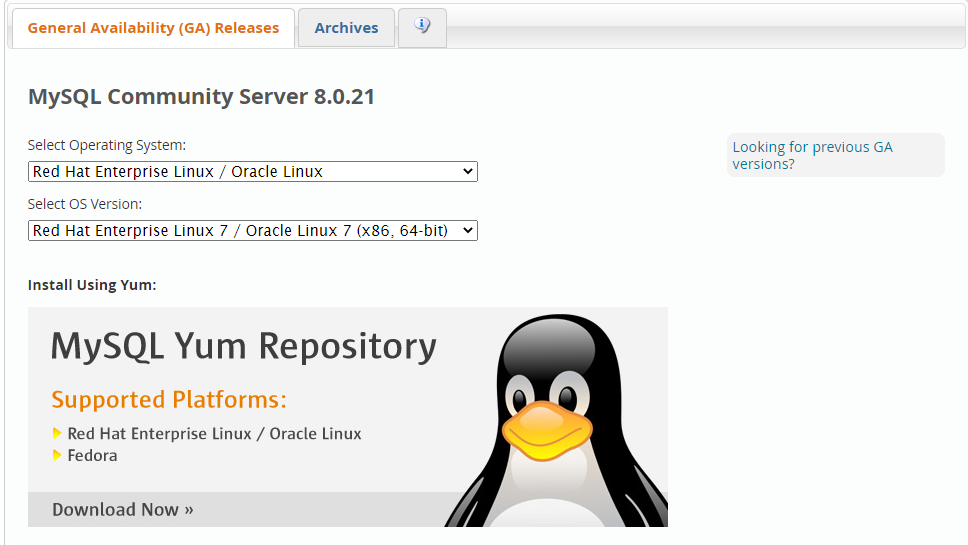 General Availability (GA) Releases
Archives
MySQL Community Server 8.0.21
Select Operating System:
Looking for previous GA
versions?
Red Hat Enterprise Linux / Oracle Linux
Select OS Version:
Red Hat Enterprise Linux 7 / Oracle Linux 7 (x86, 64-bit)
Install Using Yum:
MySQL Yum Repository
Supported Platforms:
Red Hat Enterprise Linux / Oracle Linux
Fedora
Download Now »